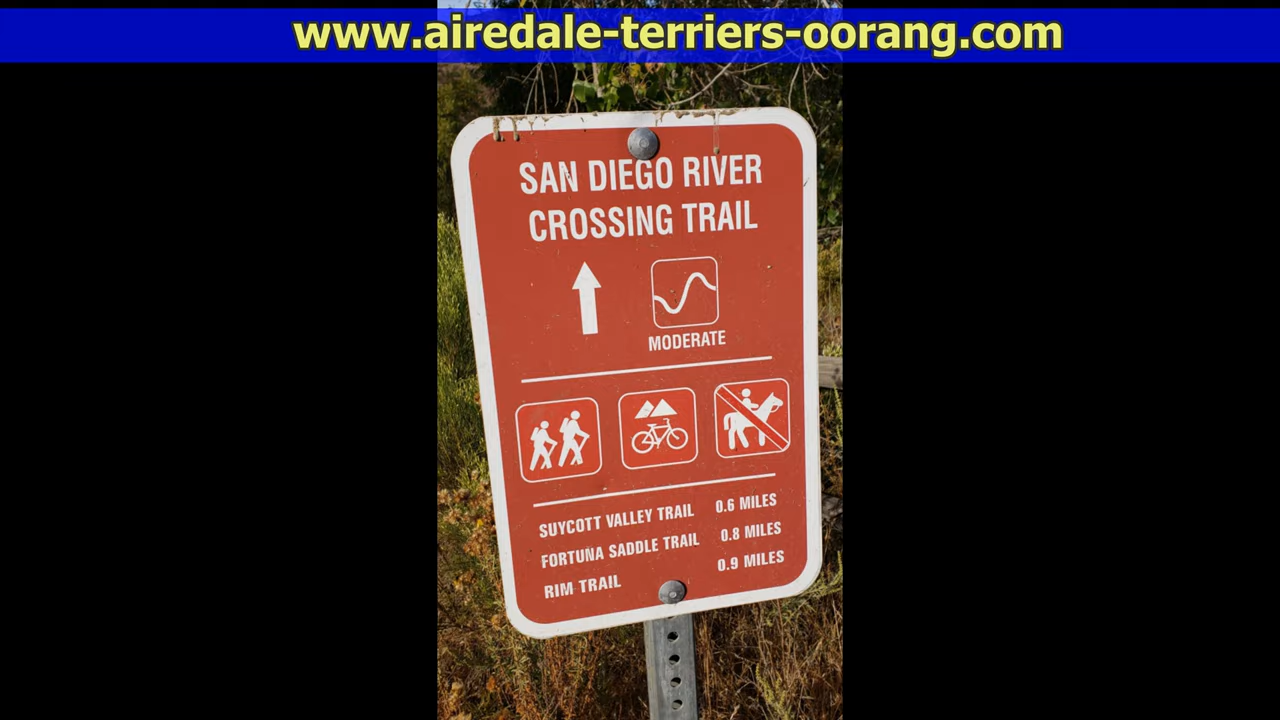 www.airedale-terriers-oorang.com
SAN DIEGO RIVER
CROSSING TRAIL
MODERATE
SUYCOTT VALLEY TRAIL 0.6 MILES
FORTUNA SADDLE TRAIL 0.8 MILES
RIM TRAIL 0.9 MILES